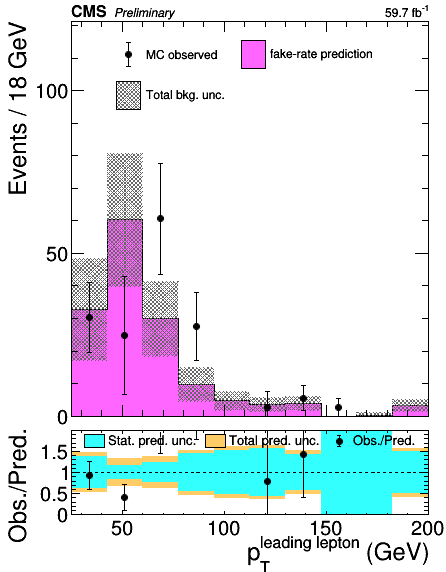 CMS Preliminary 59.7 fb⁻¹
MC observed
fake-rate prediction
Total bkg. unc.
Events / 18 GeV
100
50
0
Stat. pred. unc. Total pred. unc. Obs./Pred.
Obs./Pred.
1.5
1
0.5
0
50 100 150 200
p_T^leading lepton (GeV)